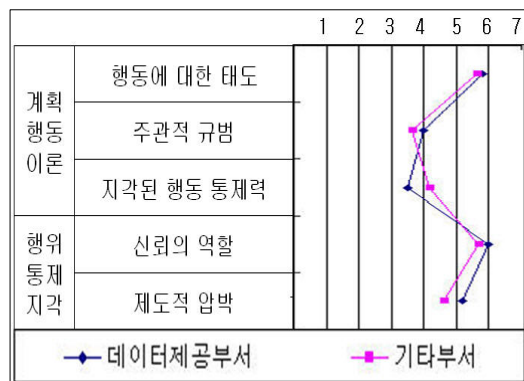 1 2 3 4 5 6 7
계획
행동
이론
행동에 대한 태도
주관적 규범
지각된 행동 통제력
행위
통제
지각
신뢰의 역할
제도적 압박
데이터제공부서 기타부서